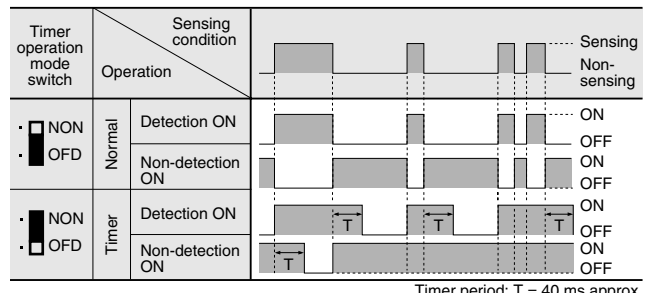 Timer operation mode switch
Sensing condition
Operation
Sensing
Non-sensing
NON
OFD
Normal
Detection ON
ON
OFF
Non-detection ON
ON
OFF
NON
OFD
Timer
Detection ON
T
T
T
ON
OFF
Non-detection ON
T
ON
OFF
Timer period: T = 40 ms approx.